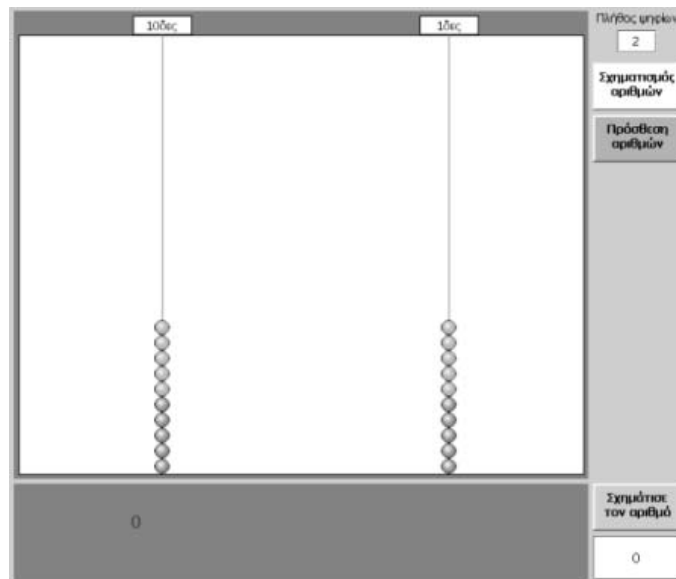 10δες
1δες
Πλήθος ψηφίων
2
Σχηματισμός
αριθμών
Πρόσθεση
αριθμών
0
Σχημάτισε
τον αριθμό
0